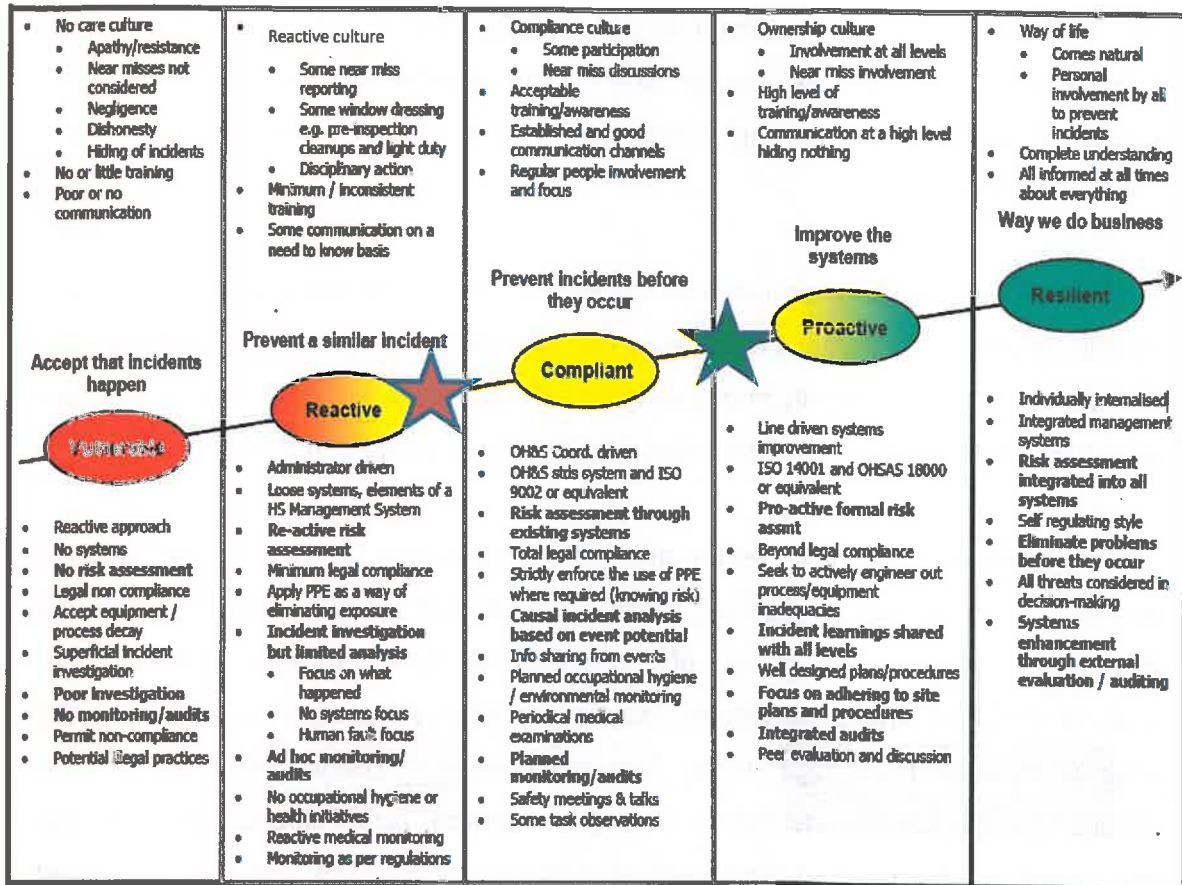 No care culture
Apathy/resistance
Near misses not
considered
Negligence
Dishonesty
Hiding of incidents
No or little training
Poor or no
communication
Accept that incidents
happen
Vulnerable
Reactive approach
No systems
No risk assessment
Legal non compliance
Accept equipment /
process decay
Superficial incident
investigation
Poor investigation
No monitoring/audits
Permit non-compliance
Potential illegal practices
Reactive culture
Some near miss
reporting
Some window dressing
e.g. pre-inspection
cleanups and light duty
Disciplinary action
Minimum / inconsistent
training
Some communication on a
need to know basis
Prevent a similar incident
Reactive
Administrator driven
Loose systems, elements of a
HS Management System
Re-active risk
assessment
Minimum legal compliance
Apply PPE as a way of
eliminating exposure
Incident investigation
but limited analysis
Focus on what
happened
No systems focus
Human fault focus
Ad hoc monitoring/
audits
No occupational hygiene or
health initiatives
Reactive medical monitoring
Monitoring as per regulations
Compliance culture
Some participation
Near miss discussions
Acceptable
training/awareness
Established and good
communication channels
Regular people involvement
and focus
Prevent incidents before
they occur
Compliant
OH&S Coord. driven
OH&S stds system and ISO
9002 or equivalent
Risk assessment through
existing systems
Total legal compliance
Strictly enforce the use of PPE
where required (knowing risk)
Causal incident analysis
based on event potential
Info sharing from events
Planned occupational hygiene
/ environmental monitoring
Periodical medical
examinations
Planned
monitoring/audits
Safety meetings & talks
Some task observations
Ownership culture
Involvement at all levels
Near miss involvement
High level of
training/awareness
Communication at a high level
hiding nothing
Improve the
systems
Proactive
Line driven systems
improvement
ISO 14001 and OHSAS 18000
or equivalent
Pro-active formal risk
assmt
Beyond legal compliance
Seek to actively engineer out
process/equipment
inadequacies
Incident learnings shared
with all levels
Well designed plans/procedures
Focus on adhering to site
plans and procedures
Integrated audits
Peer evaluation and discussion
Way of life
Comes natural
Personal
involvement by all
to prevent
incidents
Complete understanding
All informed at all times
about everything
Way we do business
Resilient
Individually internalised
Integrated management
systems
Risk assessment
integrated into all
systems
Self regulating style
Eliminate problems
before they occur
All threats considered in
decision-making
Systems
enhancement
through external
evaluation / auditing